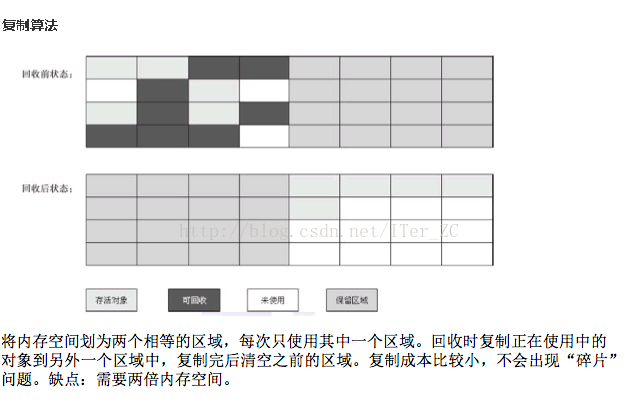 复制算法
回收前状态：
回收后状态：
http://blog.csdn.net/ITer_ZC
存活对象 可回收 未使用 保留区域
将内存空间划为两个相等的区域，每次只使用其中一个区域。回收时复制正在使用中的
对象到另外一个区域中，复制完后清空之前的区域。复制成本比较小，不会出现“碎片”
问题。缺点：需要两倍内存空间。